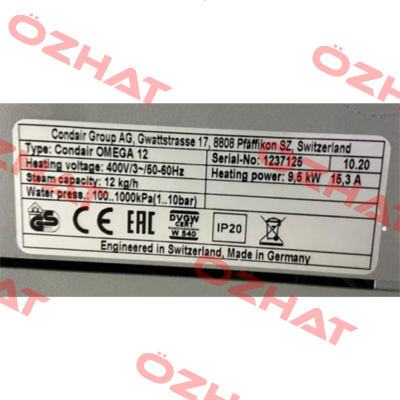 ÖZHAT
Condair Group AG, Gwattstrasse 17, 8808 Pfäffikon SZ, Switzerland
Type: Condair OMEGA 12 Serial-No: 1237125 10.20
Heating voltage: 400V/3~/50-60Hz Heating power: 9,5 kW 15,3 A
Steam capacity: 12 kg/h
Water press.: 100..1000kPa(1..10bar)
GS CE EAC DVGW CERT W 540 IP20
Engineered in Switzerland, Made in Germany
ÖZHAT
ÖZHAT
ÖZHAT
ÖZHAT